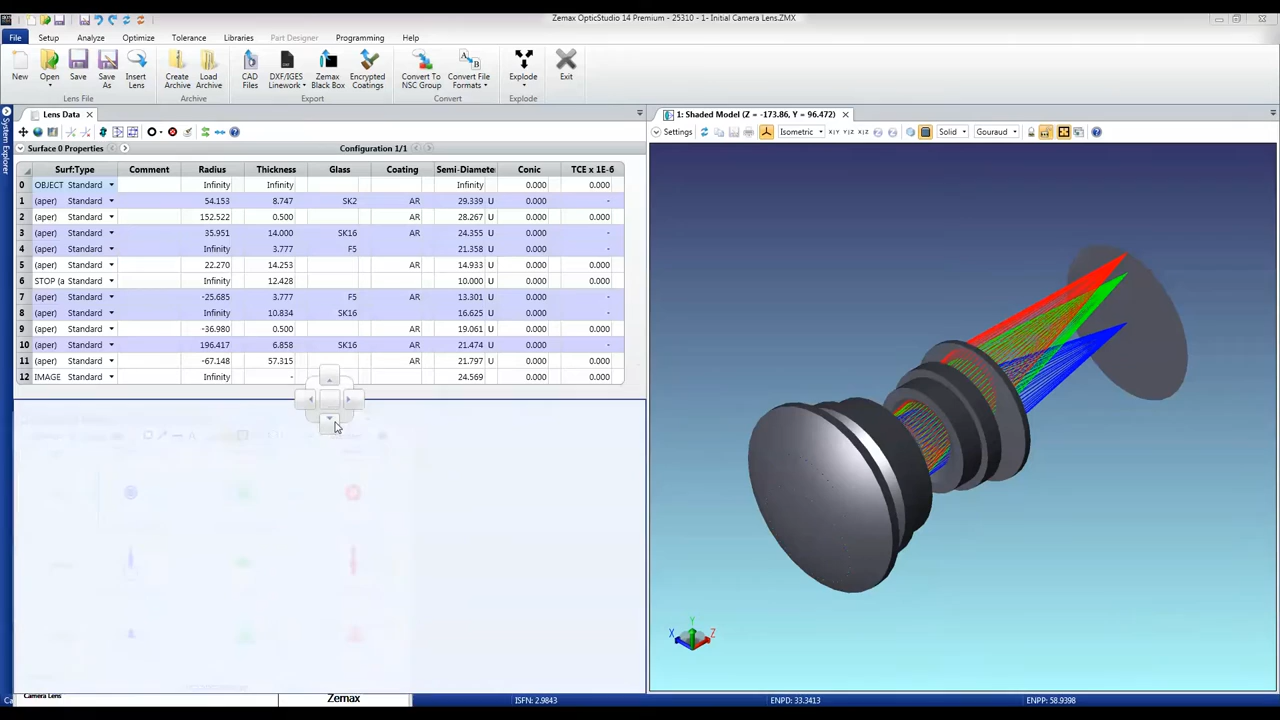 Zemax OpticStudio 14 Premium - 25310 - 1- Initial Camera Lens.ZMX
File Setup Analyze Optimize Tolerance Libraries Part Designer Programming Help
New Open Save Save As Insert Lens Create Archive Load Archive CAD Files DXF/IGES Linework Zemax Black Box Encrypted Coatings Convert To NSC Group Convert File Formats Explode Exit
Lens File Archive Export Convert Explode
System Explorer
Lens Data
Surface 0 Properties Configuration 1/1
Surf:Type Comment Radius Thickness Glass Coating Semi-Diamete Conic TCE x 1E-6
0 OBJECT Standard Infinity Infinity Infinity 0.000 0.000
1 (aper) Standard 54.153 8.747 SK2 AR 29.339 U 0.000 -
2 (aper) Standard 152.522 0.500 AR 28.267 U 0.000 0.000
3 (aper) Standard 35.951 14.000 SK16 AR 24.355 U 0.000 -
4 (aper) Standard Infinity 3.777 F5 21.358 U 0.000 -
5 (aper) Standard 22.270 14.253 AR 14.933 U 0.000 0.000
6 STOP (a Standard Infinity 12.428 10.000 U 0.000 0.000
7 (aper) Standard -25.685 3.777 F5 AR 13.301 U 0.000 -
8 (aper) Standard Infinity 10.834 SK16 16.625 U 0.000 -
9 (aper) Standard -36.980 0.500 AR 19.061 U 0.000 0.000
10 (aper) Standard 196.417 6.858 SK16 AR 21.474 U 0.000 -
11 (aper) Standard -67.148 57.315 AR 21.797 U 0.000 0.000
12 IMAGE Standard Infinity - 24.569 0.000 0.000
1: Shaded Model (Z = -173.86, Y = 96.472)
Settings Isometric Solid Gouraud
X Y Z
Camera Lens Zemax
Ca ISFN: 2.9843 ENPD: 33.3413 ENPP: 58.9398